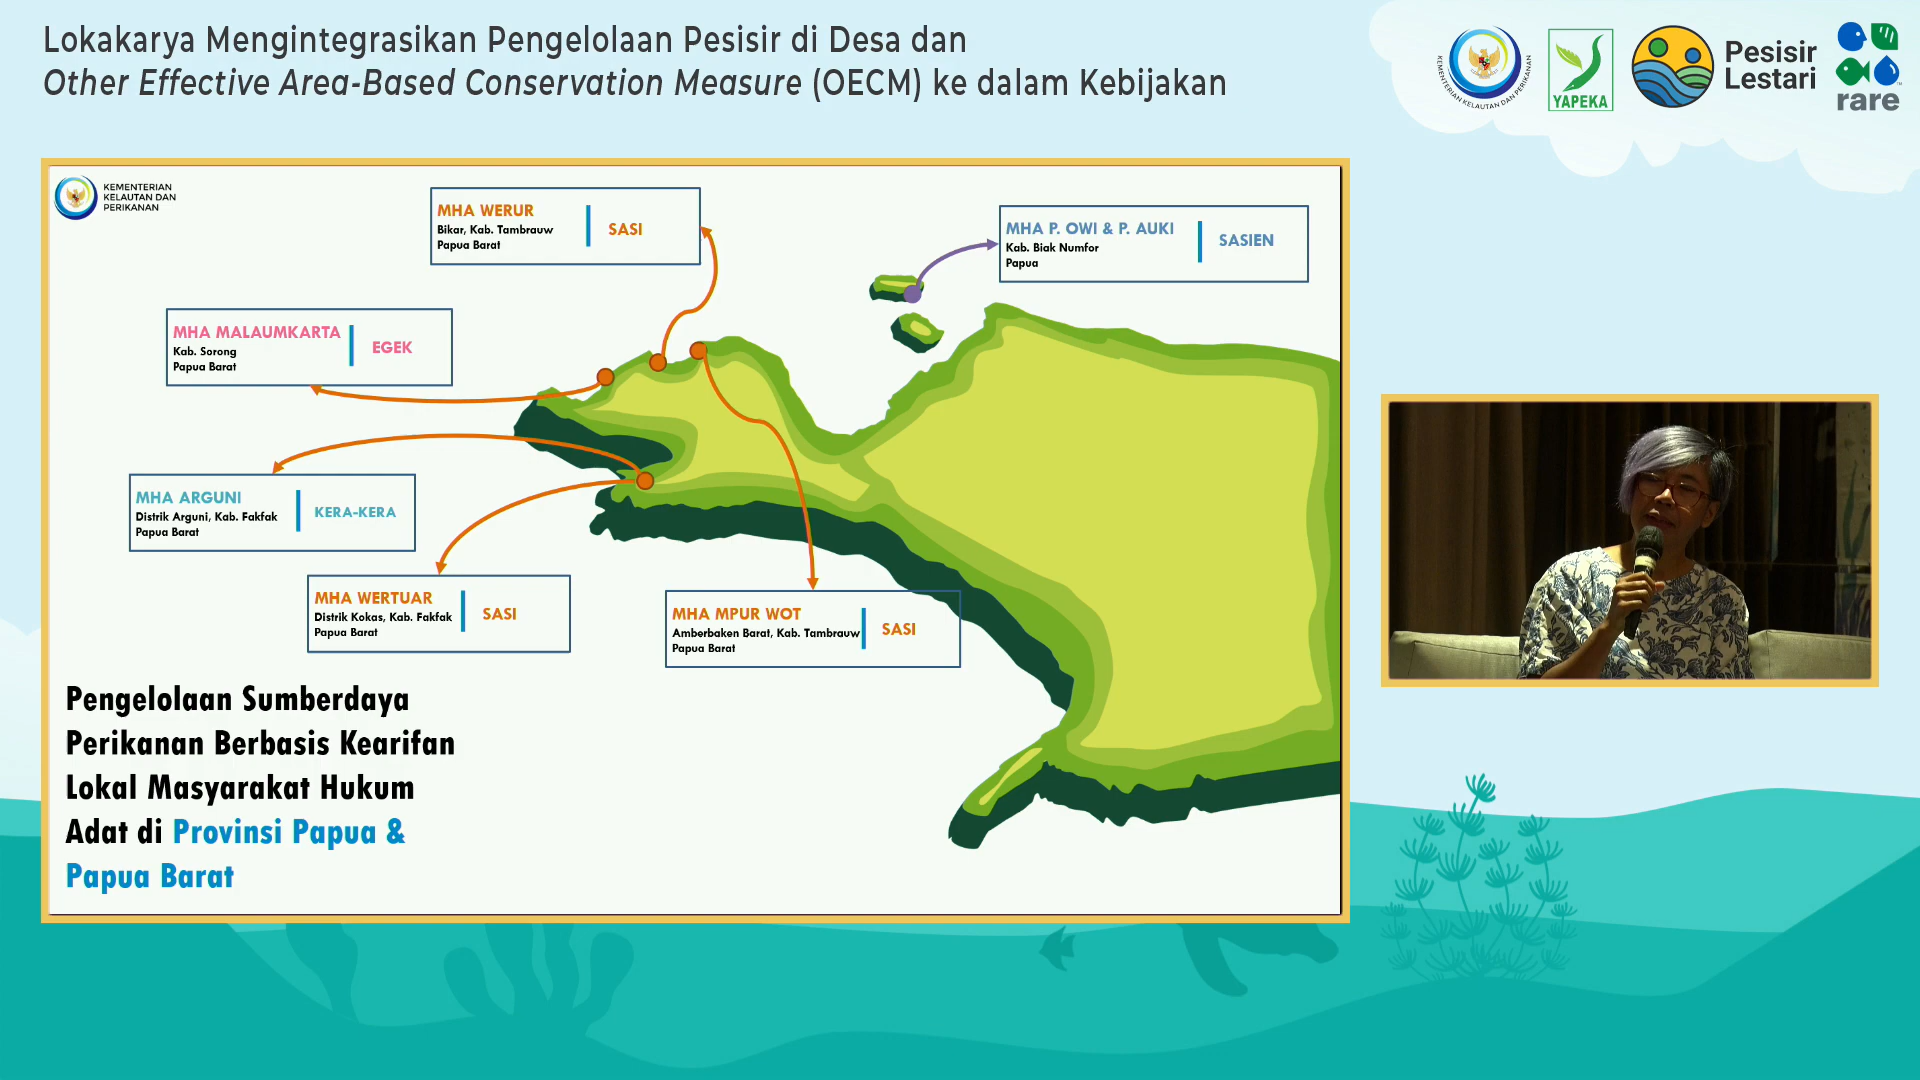 Lokakarya Mengintegrasikan Pengelolaan Pesisir di Desa dan
Other Effective Area-Based Conservation Measure (OECM) ke dalam Kebijakan
KEMENTERIAN KELAUTAN DAN PERIKANAN
YAPEKA
Pesisir
Lestari
rare
KEMENTERIAN
KELAUTAN DAN
PERIKANAN
MHA WERUR
Bikar, Kab. Tambrauw
Papua Barat
SASI
MHA P. OWI & P. AUKI
Kab. Biak Numfor
Papua
SASIEN
MHA MALAUMKARTA
Kab. Sorong
Papua Barat
EGEK
MHA ARGUNI
Distrik Arguni, Kab. Fakfak
Papua Barat
KERA-KERA
MHA WERTUAR
Distrik Kokas, Kab. Fakfak
Papua Barat
SASI
MHA MPUR WOT
Amberbaken Barat, Kab. Tambrauw
Papua Barat
SASI
Pengelolaan Sumberdaya
Perikanan Berbasis Kearifan
Lokal Masyarakat Hukum
Adat di Provinsi Papua &
Papua Barat